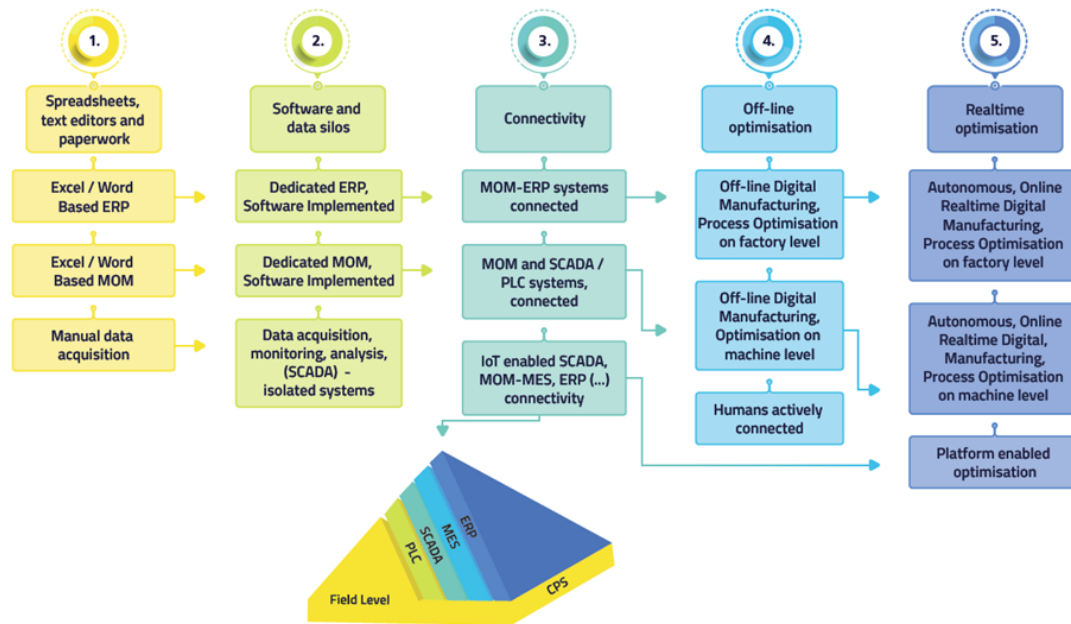 1.
Spreadsheets,
text editors and
paperwork
Excel / Word
Based ERP
Excel / Word
Based MOM
Manual data
acquisition
2.
Software and
data silos
Dedicated ERP,
Software Implemented
Dedicated MOM,
Software Implemented
Data acquisition,
monitoring, analysis,
(SCADA) -
isolated systems
3.
Connectivity
MOM-ERP systems
connected
MOM and SCADA /
PLC systems,
connected
IoT enabled SCADA,
MOM-MES, ERP (...)
connectivity
4.
Off-line
optimisation
Off-line Digital
Manufacturing,
Process Optimisation
on factory level
Off-line Digital
Manufacturing,
Optimisation on
machine level
Humans actively
connected
5.
Realtime
optimisation
Autonomous, Online
Realtime Digital
Manufacturing,
Process Optimisation
on factory level
Autonomous, Online
Realtime Digital,
Manufacturing,
Process Optimisation
on machine level
Platform enabled
optimisation
Field Level
PLC
SCADA
MES
ERP
CPS